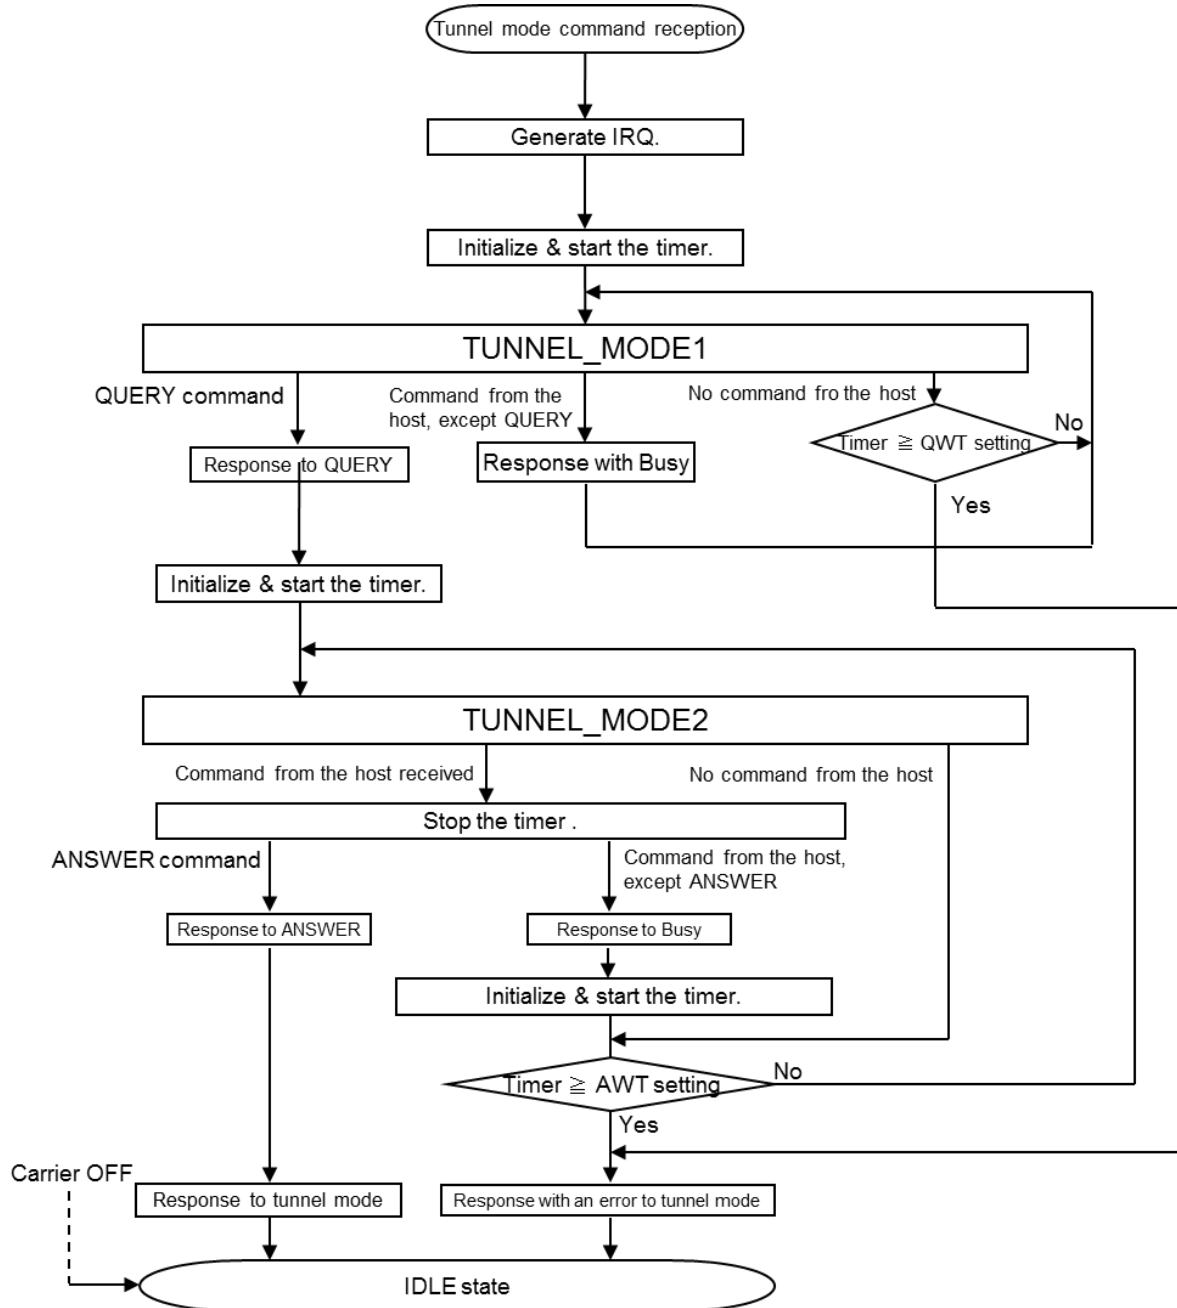 Tunnel mode command reception
Generate IRQ.
Initialize & start the timer.
TUNNEL_MODE1
QUERY command
Command from the
host, except QUERY
No command fro the host
Response to QUERY
Response with Busy
Timer ≧ QWT setting
No
Yes
Initialize & start the timer.
TUNNEL_MODE2
Command from the host received
No command from the host
Stop the timer .
ANSWER command
Command from the host,
except ANSWER
Response to ANSWER
Response to Busy
Initialize & start the timer.
Timer ≧ AWT setting
No
Yes
Carrier OFF
Response to tunnel mode
Response with an error to tunnel mode
IDLE state